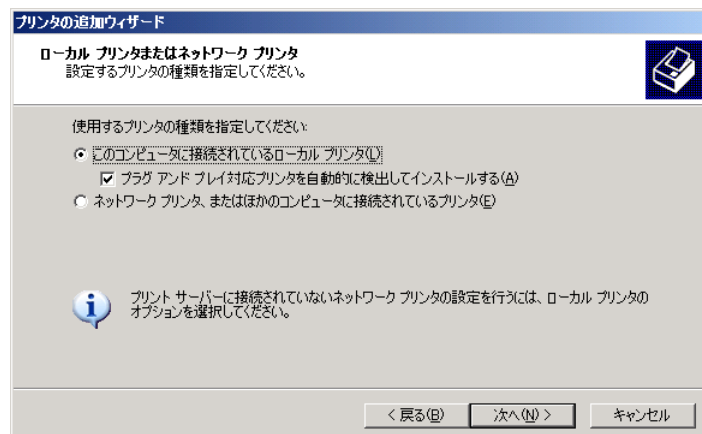 プリンタの追加ウィザード
ローカル プリンタまたはネットワーク プリンタ
設定するプリンタの種類を指定してください。
使用するプリンタの種類を指定してください:
このコンピュータに接続されているローカル プリンタ(L)
プラグ アンド プレイ対応プリンタを自動的に検出してインストールする(A)
ネットワーク プリンタ、またはほかのコンピュータに接続されているプリンタ(E)
プリント サーバーに接続されていないネットワーク プリンタの設定を行うには、ローカル プリンタの
オプションを選択してください。
< 戻る(B) 次へ(N) > キャンセル